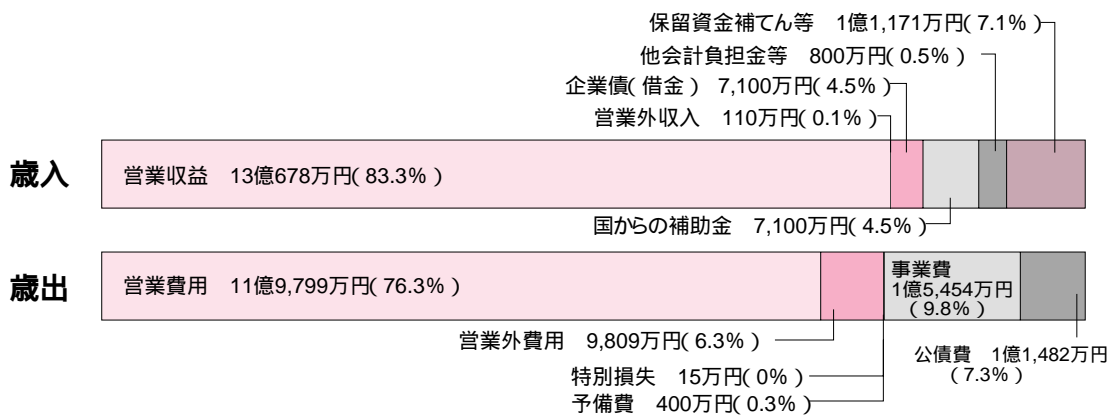 保留資金補てん等 1億1,171万円( 7.1% )
他会計負担金等 800万円( 0.5% )
企業債( 借金 ) 7,100万円( 4.5% )
営業外収入 110万円( 0.1% )
歳入
営業収益 13億678万円( 83.3% )
国からの補助金 7,100万円( 4.5% )
歳出
営業費用 11億9,799万円( 76.3% )
事業費
1億5,454万円
( 9.8% )
営業外費用 9,809万円( 6.3% )
公債費 1億1,482万円
( 7.3% )
特別損失 15万円( 0% )
予備費 400万円( 0.3% )